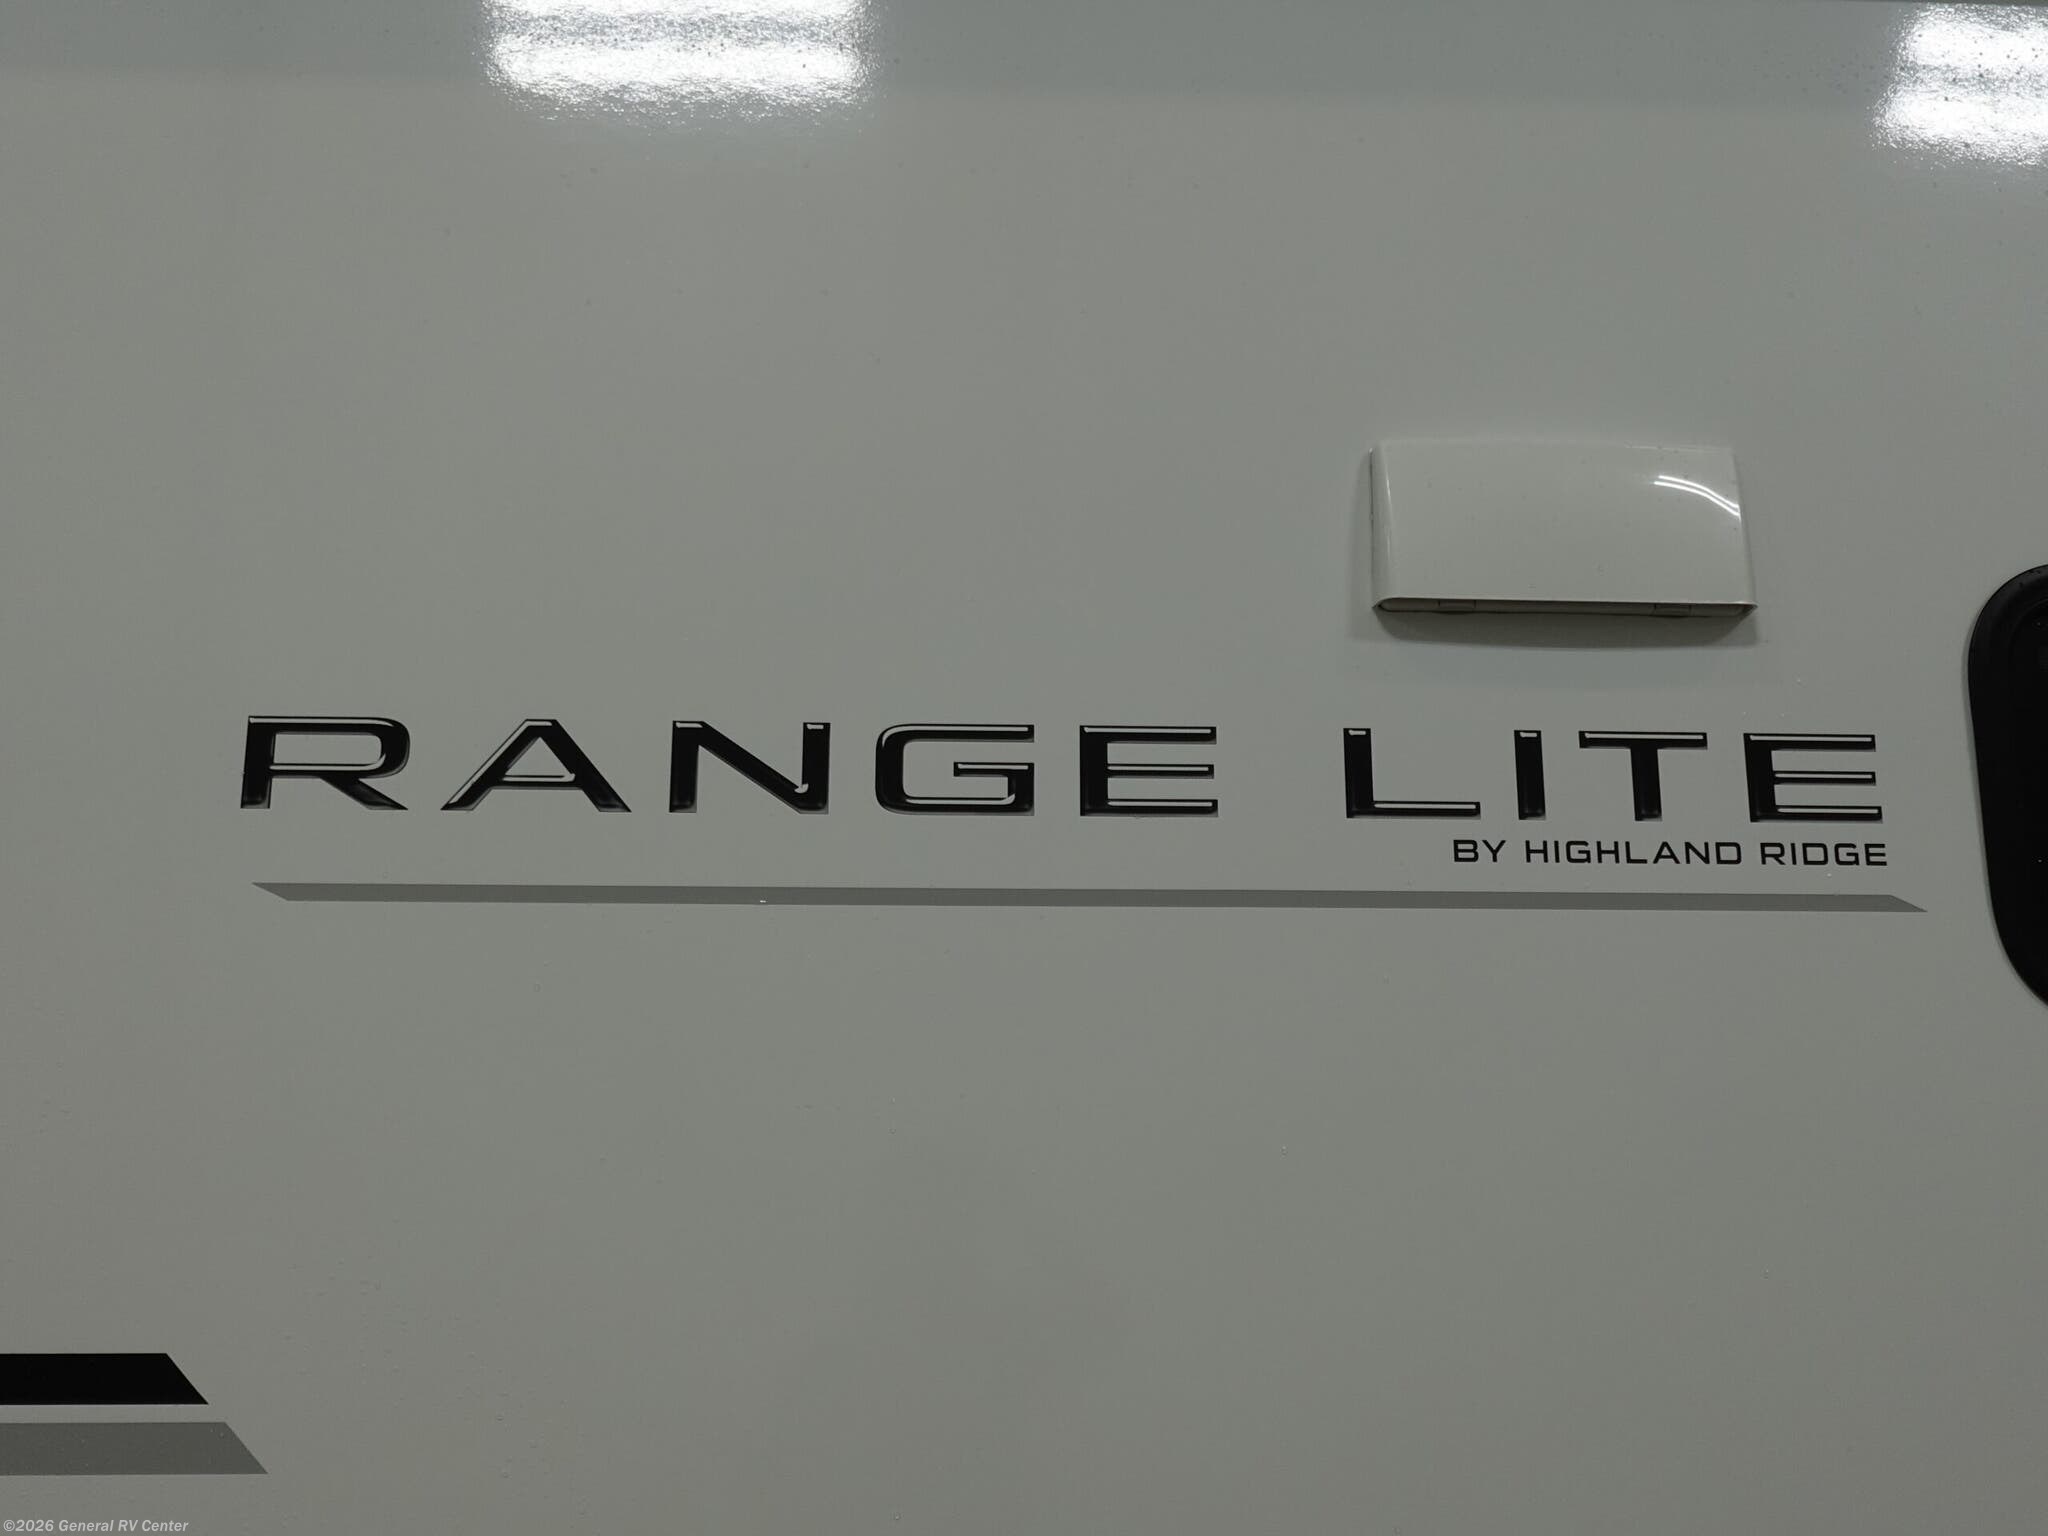 RANGE LITE
BY HIGHLAND RIDGE
©2026 General RV Center